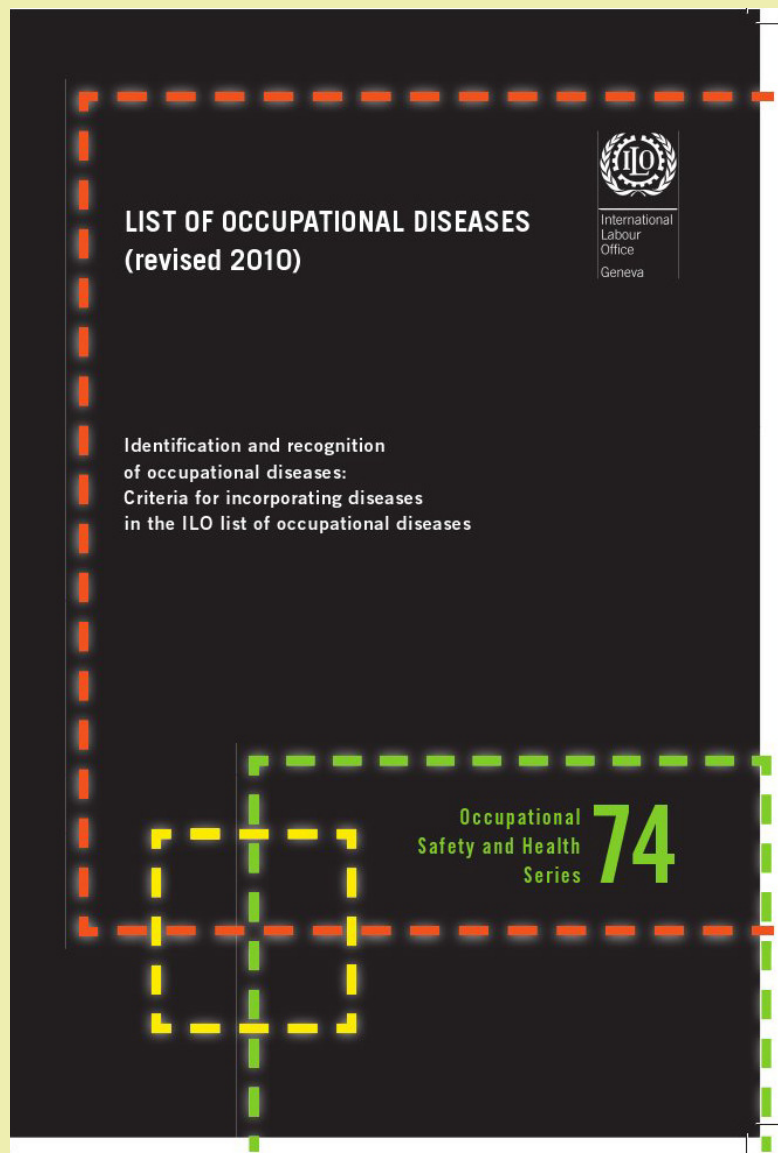 LIST OF OCCUPATIONAL DISEASES
(revised 2010)
ILO
International
Labour
Office
Geneva
Identification and recognition
of occupational diseases:
Criteria for incorporating diseases
in the ILO list of occupational diseases
Occupational
Safety and Health
Series
74